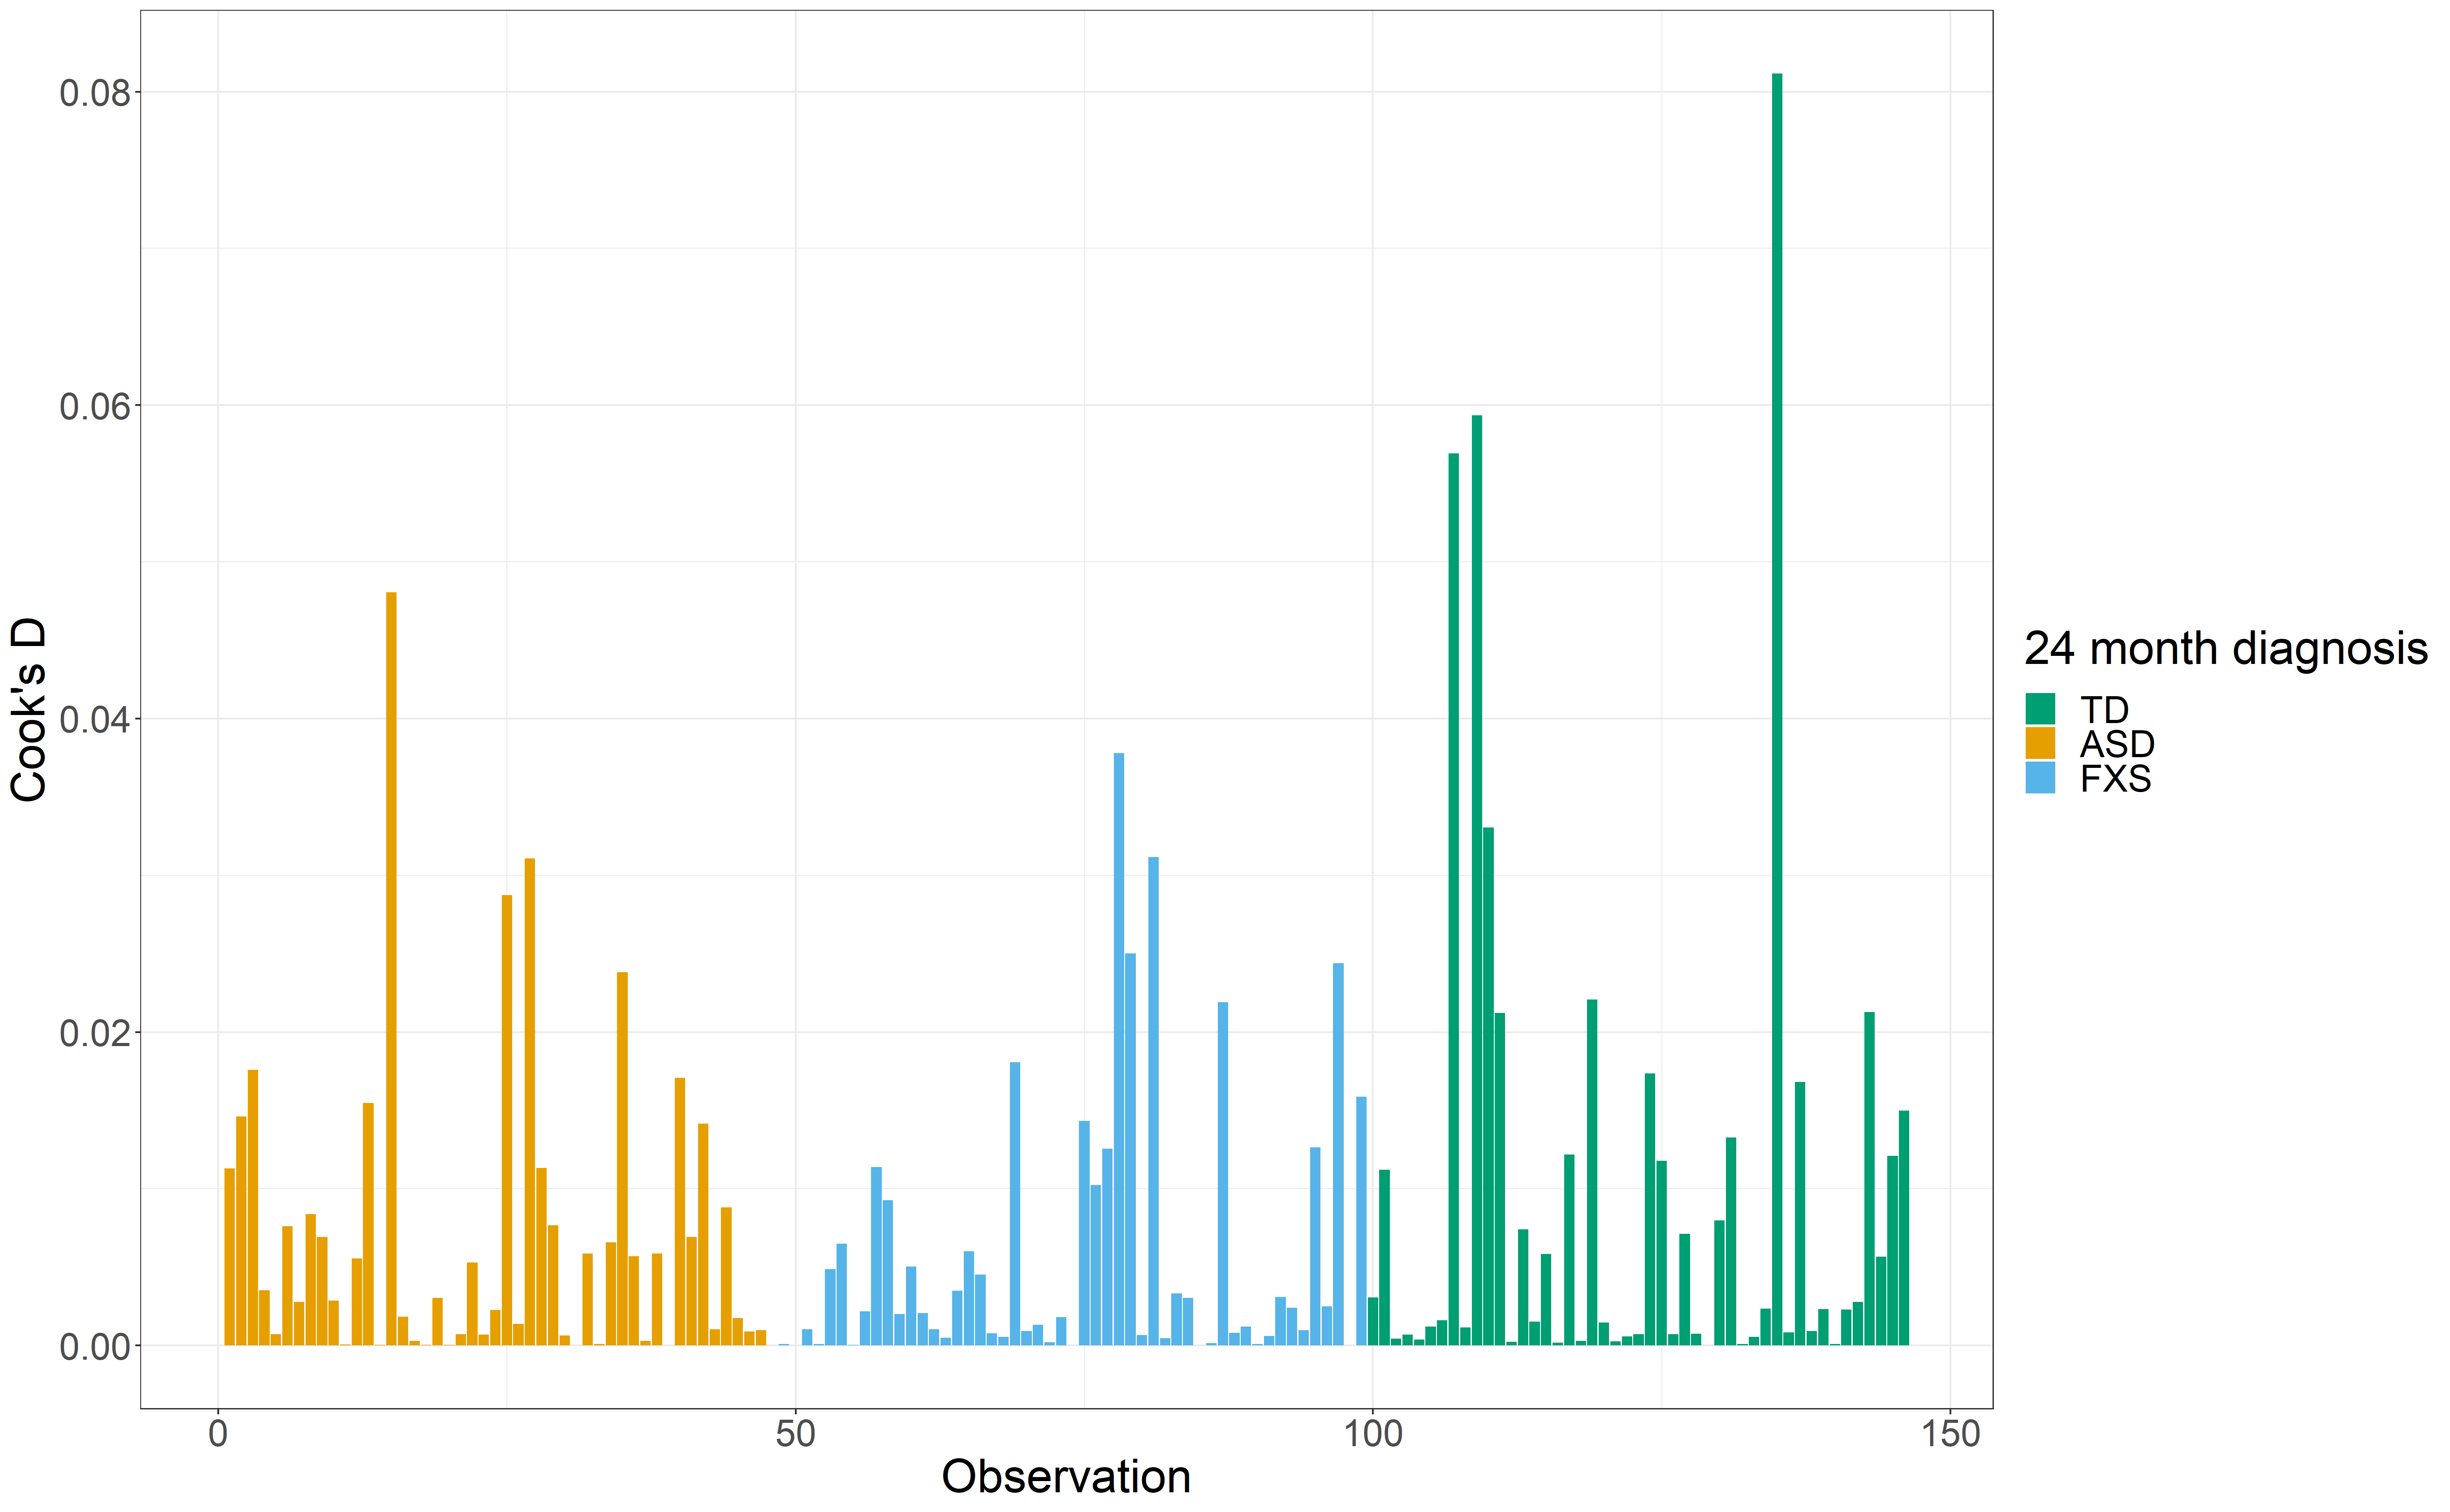 Cook's D
0.08
0.06
0.04
0.02
0.00
0
50
100
150
Observation
24 month diagnosis
TD
ASD
FXS